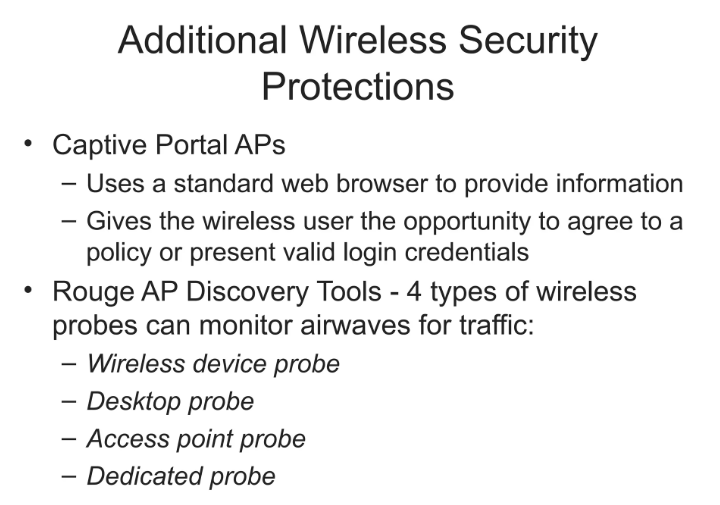 Additional Wireless Security
Protections
• Captive Portal APs
– Uses a standard web browser to provide information
– Gives the wireless user the opportunity to agree to a
policy or present valid login credentials
• Rouge AP Discovery Tools - 4 types of wireless
probes can monitor airwaves for traffic:
– Wireless device probe
– Desktop probe
– Access point probe
– Dedicated probe